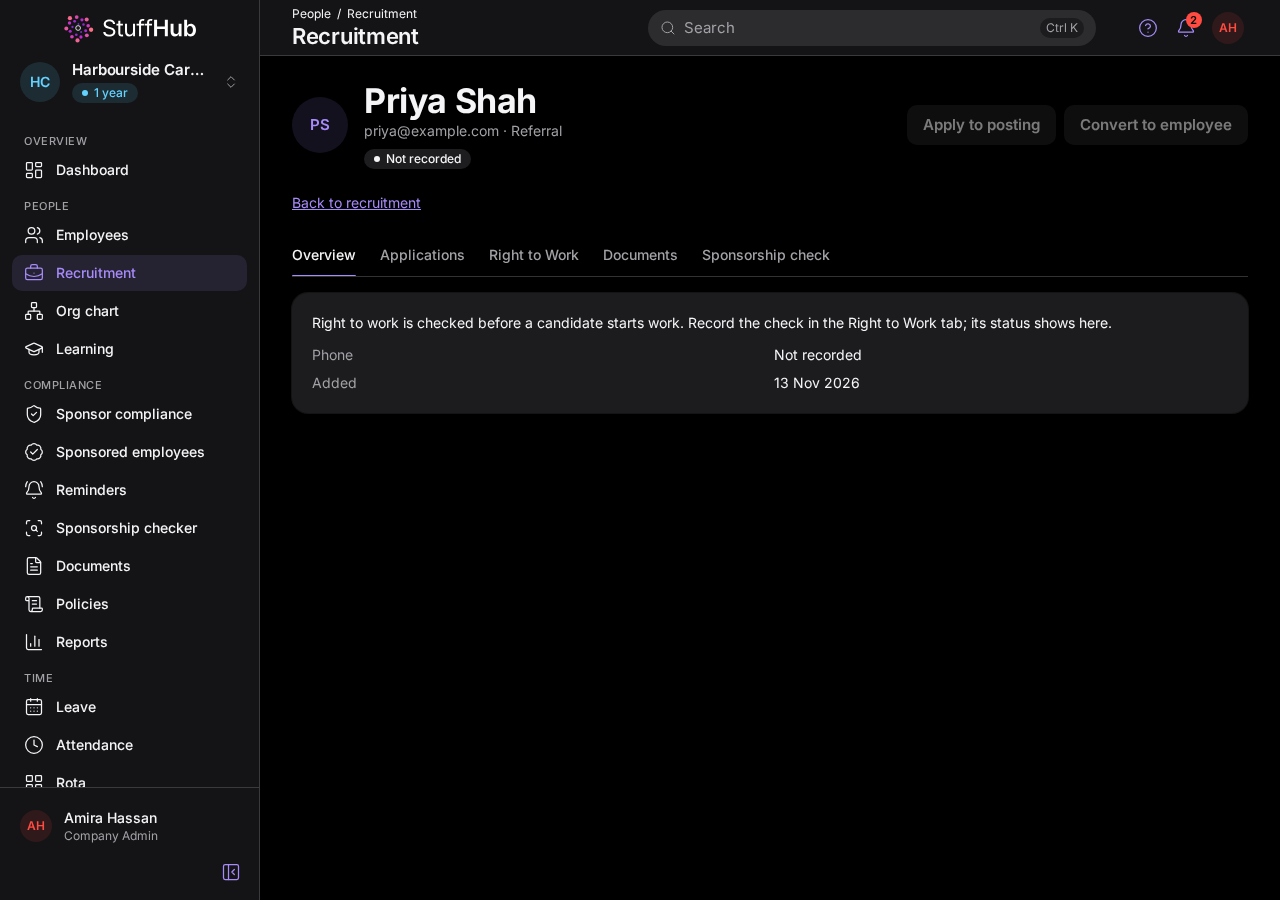 StuffHub
HC
Harbourside Car...
1 year
OVERVIEW
Dashboard
PEOPLE
Employees
Recruitment
Org chart
Learning
COMPLIANCE
Sponsor compliance
Sponsored employees
Reminders
Sponsorship checker
Documents
Policies
Reports
TIME
Leave
Attendance
Rota
AH
Amira Hassan
Company Admin
People / Recruitment
Recruitment
Search
Ctrl K
2
AH
PS
Priya Shah
priya@example.com · Referral
Not recorded
Apply to posting
Convert to employee
Back to recruitment
Overview Applications Right to Work Documents Sponsorship check
Right to work is checked before a candidate starts work. Record the check in the Right to Work tab; its status shows here.
Phone Not recorded
Added 13 Nov 2026